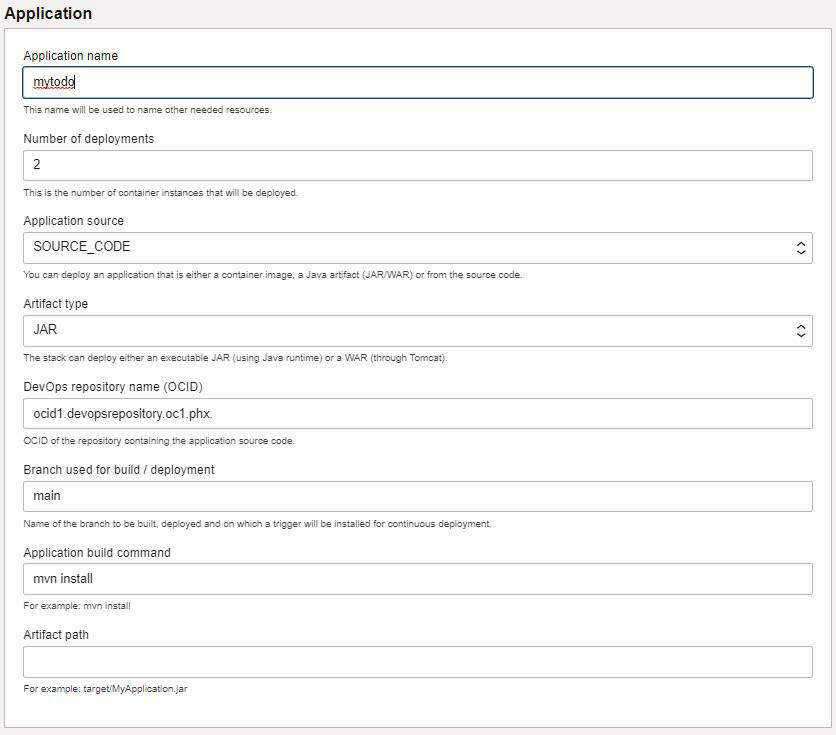 Application
Application name
mytodo
This name will be used to name other needed resources.
Number of deployments
2
This is the number of container instances that will be deployed.
Application source
SOURCE_CODE
You can deploy an application that is either a container image, a Java artifact (JAR/WAR) or from the source code.
Artifact type
JAR
The stack can deploy either an executable JAR (using Java runtime) or a WAR (through Tomcat).
DevOps repository name (OCID)
ocid1.devopsrepository.oc1.phx.
OCID of the repository containing the application source code.
Branch used for build / deployment
main
Name of the branch to be built, deployed and on which a trigger will be installed for continuous deployment.
Application build command
mvn install
For example: mvn install
Artifact path
For example: target/MyApplication.jar